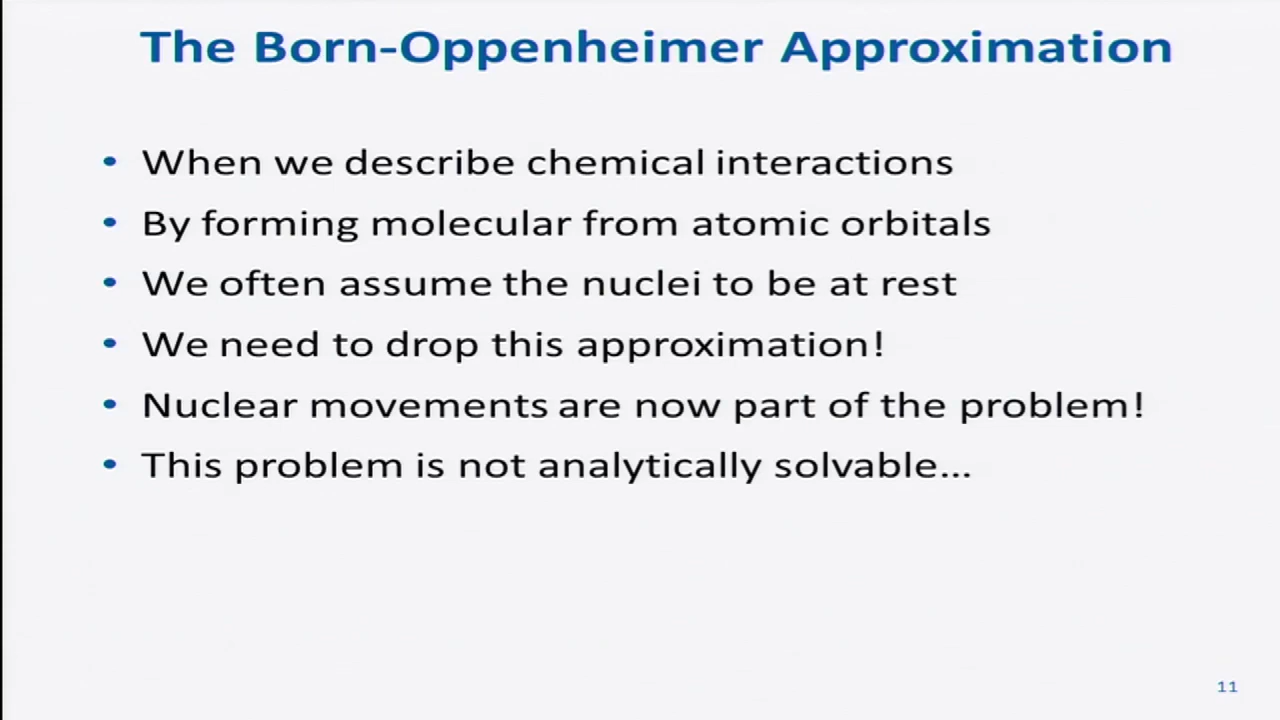 The Born-Oppenheimer Approximation
• When we describe chemical interactions
• By forming molecular from atomic orbitals
• We often assume the nuclei to be at rest
• We need to drop this approximation!
• Nuclear movements are now part of the problem!
• This problem is not analytically solvable...
11